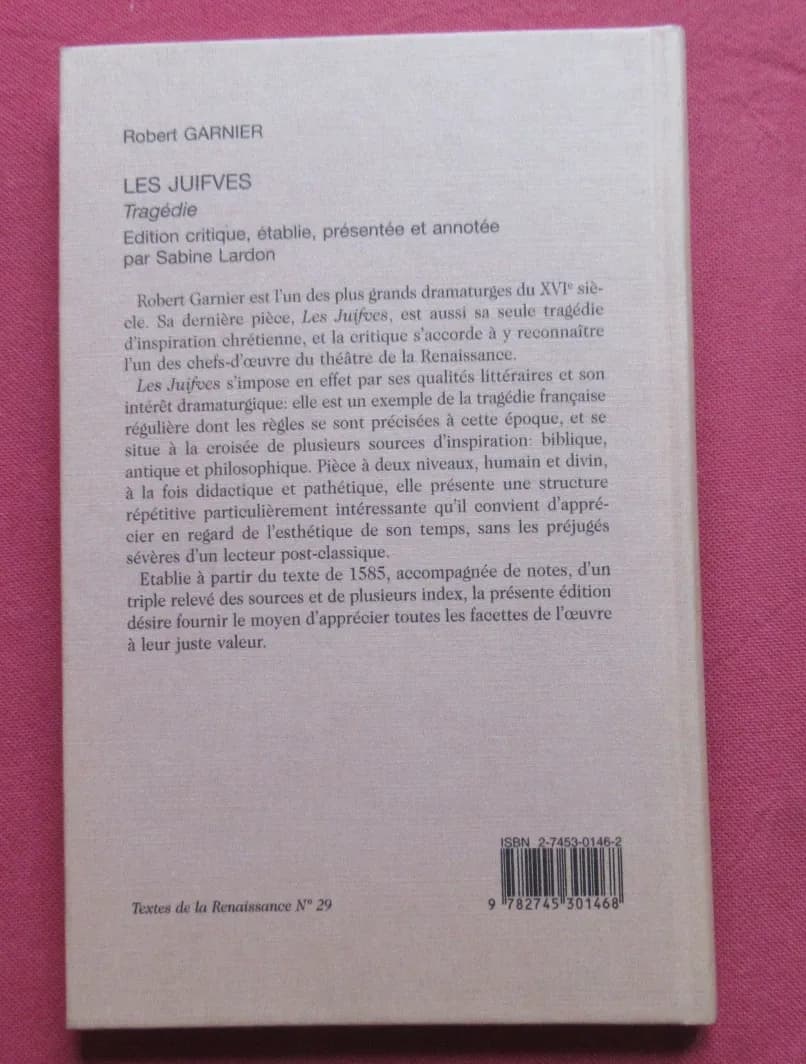 Robert GARNIER
LES JUIFVES
Tragédie
Edition critique, établie, présentée et annotée
par Sabine Lardon
Robert Garnier est l'un des plus grands dramaturges du XVIe siè-
cle. Sa dernière pièce, Les Juifves, est aussi sa seule tragédie
d'inspiration chrétienne, et la critique s'accorde à y reconnaître
l'un des chefs-d'œuvre du théâtre de la Renaissance.
Les Juifves s'impose en effet par ses qualités littéraires et son
intérêt dramaturgique: elle est un exemple de la tragédie française
régulière dont les règles se sont précisées à cette époque, et se
situe à la croisée de plusieurs sources d'inspiration: biblique,
antique et philosophique. Pièce à deux niveaux, humain et divin,
à la fois didactique et pathétique, elle présente une structure
répétitive particulièrement intéressante qu'il convient d'appré-
cier en regard de l'esthétique de son temps, sans les préjugés
sévères d'un lecteur post-classique.
Etablie à partir du texte de 1585, accompagnée de notes, d'un
triple relevé des sources et de plusieurs index, la présente édition
désire fournir le moyen d'apprécier toutes les facettes de l'œuvre
à leur juste valeur.
ISBN 2-7453-0146-2
Textes de la Renaissance N° 29
9 782745 301468